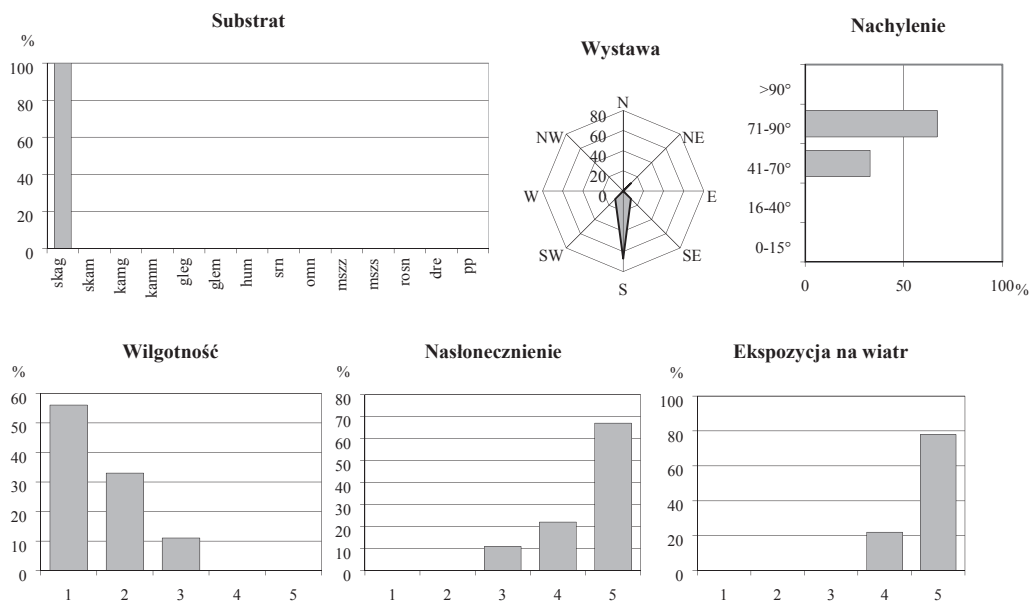 Substrat
%
100
80
60
40
20
0
skag
skam
kamg
kamm
gleg
glem
hum
srn
omn
mszz
mszs
rosn
dre
pp
Wystawa
N
NE
E
SE
S
SW
W
NW
80
60
40
20
0
Nachylenie
>90°
71-90°
41-70°
16-40°
0-15°
0 50 100%
Wilgotność
%
60
50
40
30
20
10
0
1 2 3 4 5
Nasłonecznienie
%
80
70
60
50
40
30
20
10
0
1 2 3 4 5
Ekspozycja na wiatr
%
100
80
60
40
20
0
1 2 3 4 5